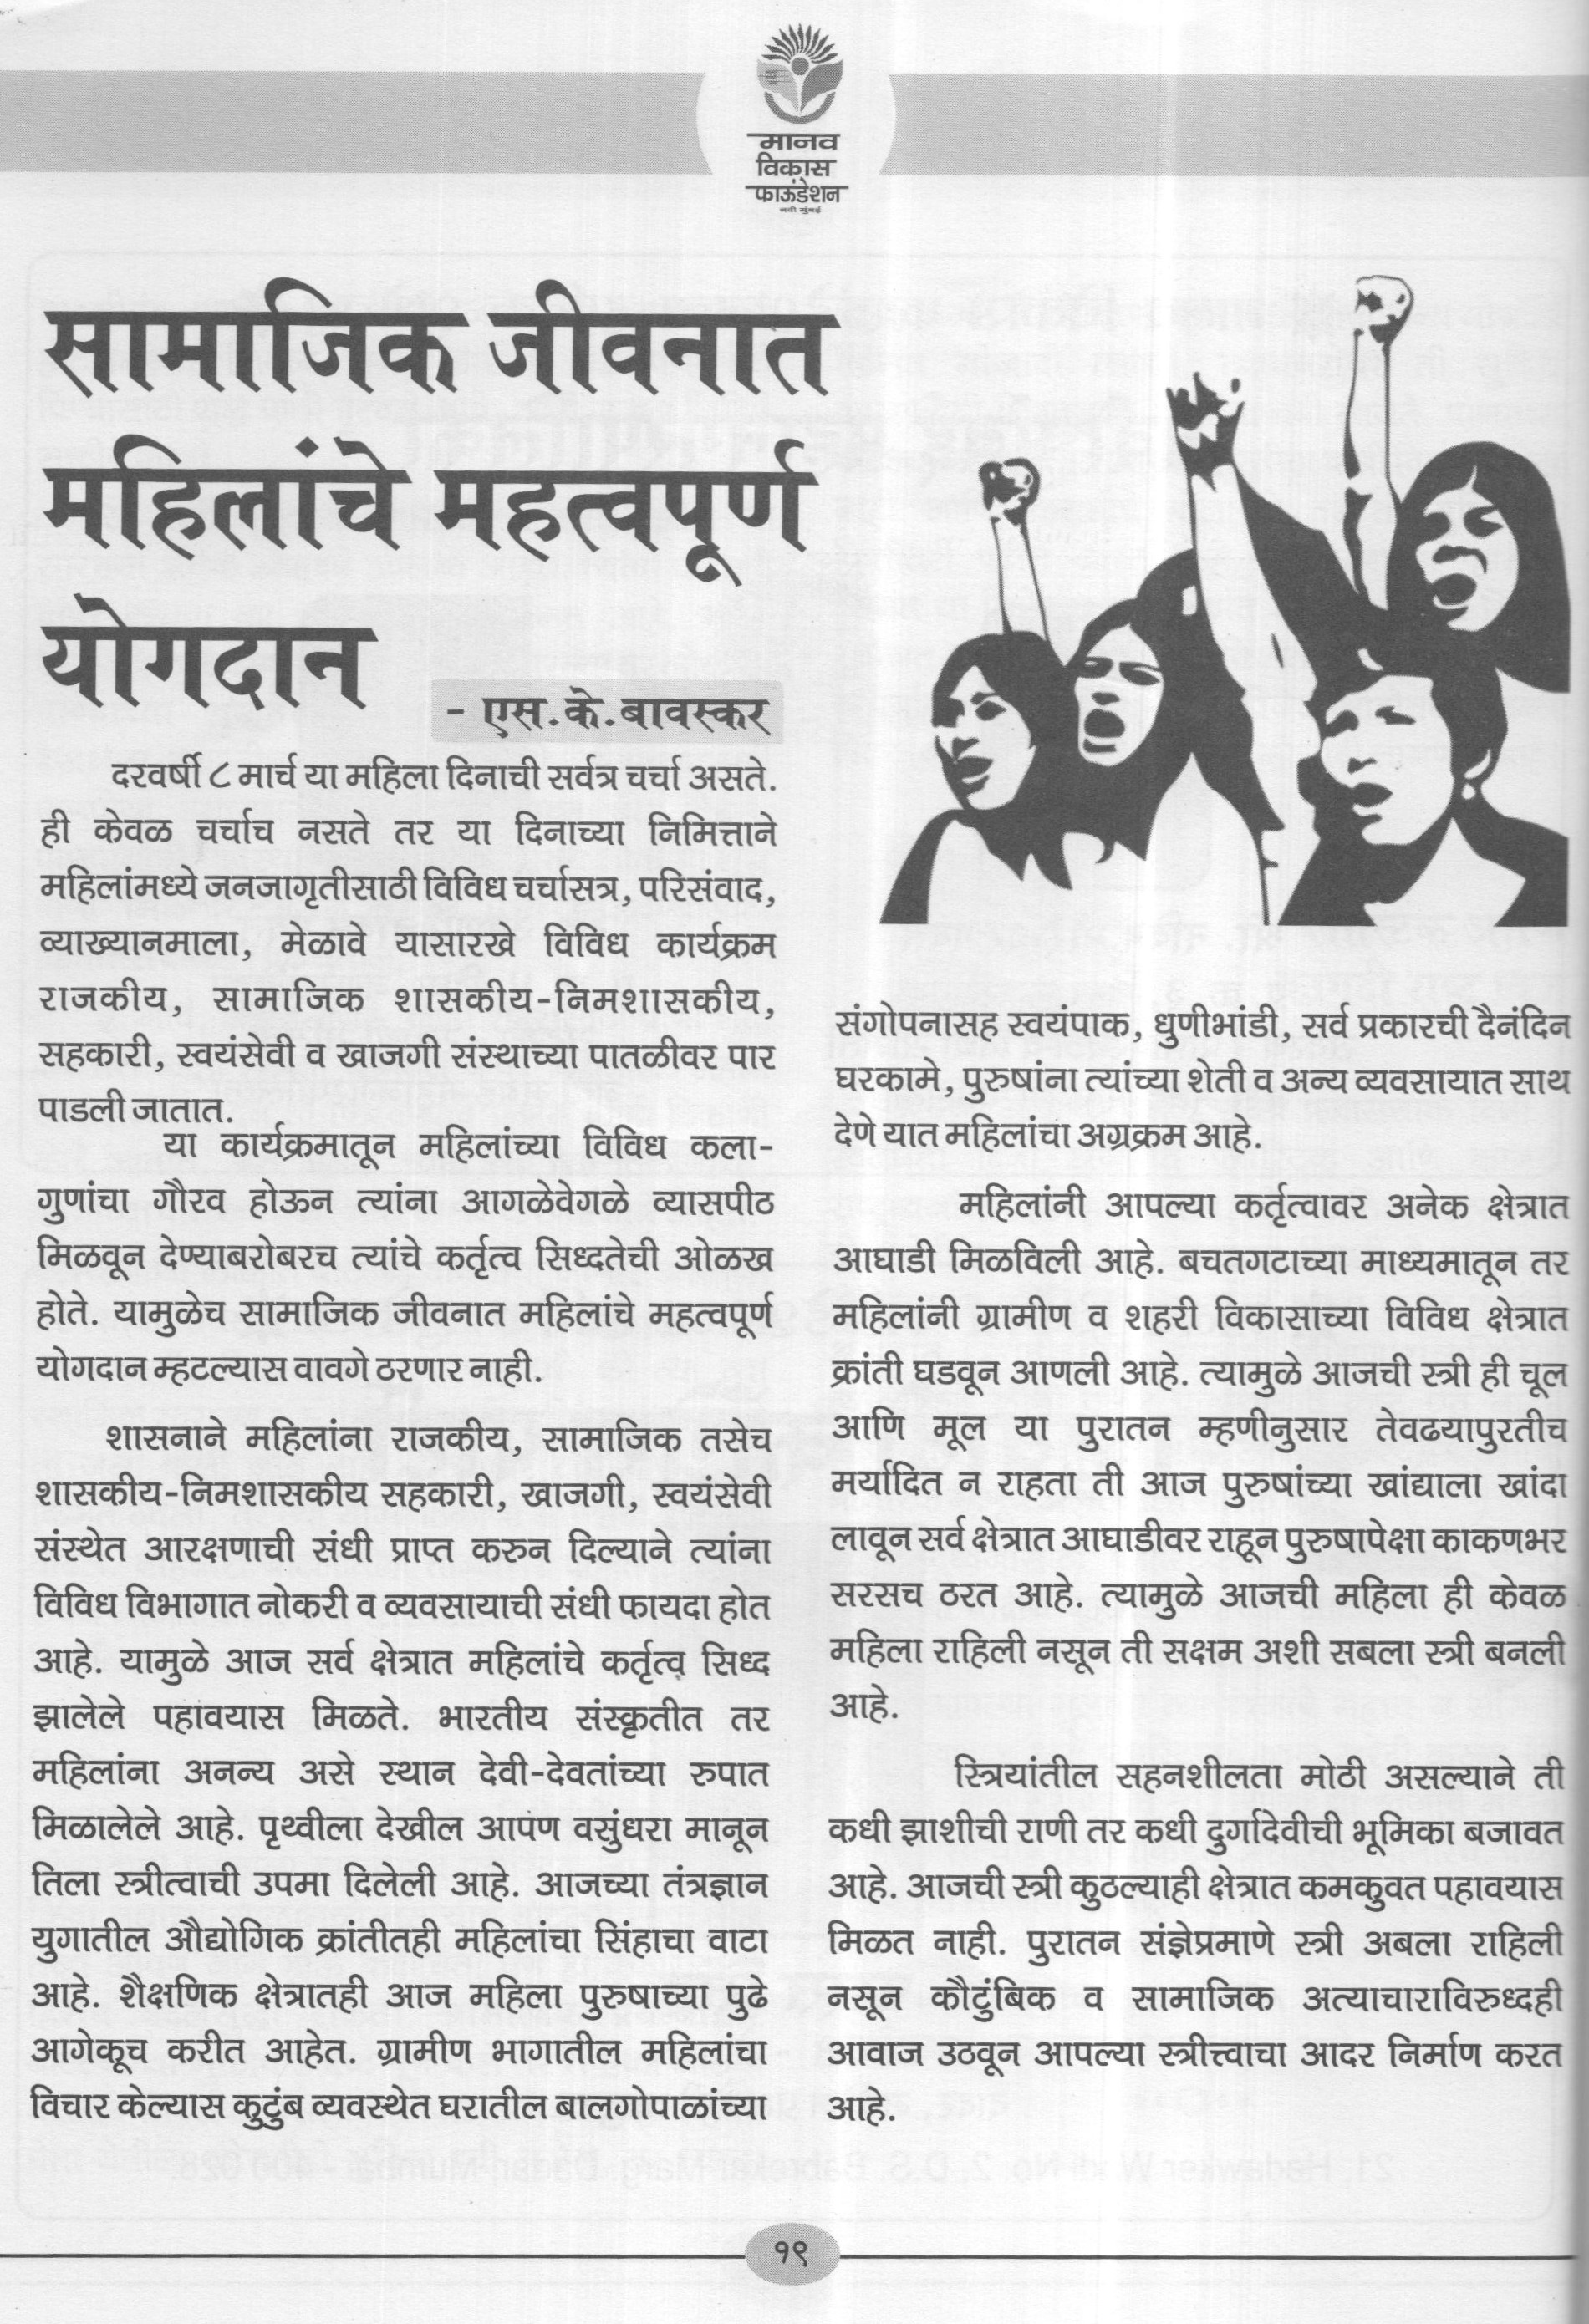 मानव
विकास
फाऊंडेशन
नवी मुंबई
सामाजिक जीवनात
महिलांचे महत्वपूर्ण
योगदान
- एस.के.बावस्कर
दरवर्षी ८ मार्च या महिला दिनाची सर्वत्र चर्चा असते.
ही केवळ चर्चाच नसते तर या दिनाच्या निमित्ताने
महिलांमध्ये जनजागृतीसाठी विविध चर्चासत्र, परिसंवाद,
व्याख्यानमाला, मेळावे यासारखे विविध कार्यक्रम
राजकीय, सामाजिक शासकीय-निमशासकीय,
सहकारी, स्वयंसेवी व खाजगी संस्थाच्या पातळीवर पार
पाडली जातात.
या कार्यक्रमातून महिलांच्या विविध कला-
गुणांचा गौरव होऊन त्यांना आगळेवेगळे व्यासपीठ
मिळवून देण्याबरोबरच त्यांचे कर्तृत्व सिध्दतेची ओळख
होते. यामुळेच सामाजिक जीवनात महिलांचे महत्वपूर्ण
योगदान म्हटल्यास वावगे ठरणार नाही.
शासनाने महिलांना राजकीय, सामाजिक तसेच
शासकीय-निमशासकीय सहकारी, खाजगी, स्वयंसेवी
संस्थेत आरक्षणाची संधी प्राप्त करुन दिल्याने त्यांना
विविध विभागात नोकरी व व्यवसायाची संधी फायदा होत
आहे. यामुळे आज सर्व क्षेत्रात महिलांचे कर्तृत्व सिध्द
झालेले पहावयास मिळते. भारतीय संस्कृतीत तर
महिलांना अनन्य असे स्थान देवी-देवतांच्या रुपात
मिळालेले आहे. पृथ्वीला देखील आपण वसुंधरा मानून
तिला स्त्रीत्वाची उपमा दिलेली आहे. आजच्या तंत्रज्ञान
युगातील औद्योगिक क्रांतीतही महिलांचा सिंहाचा वाटा
आहे. शैक्षणिक क्षेत्रातही आज महिला पुरुषाच्या पुढे
आगेकूच करीत आहेत. ग्रामीण भागातील महिलांचा
विचार केल्यास कुटुंब व्यवस्थेत घरातील बालगोपाळांच्या
संगोपनासह स्वयंपाक, धुणीभांडी, सर्व प्रकारची दैनंदिन
घरकामे, पुरुषांना त्यांच्या शेती व अन्य व्यवसायात साथ
देणे यात महिलांचा अग्रक्रम आहे.
महिलांनी आपल्या कर्तृत्वावर अनेक क्षेत्रात
आघाडी मिळविली आहे. बचतगटाच्या माध्यमातून तर
महिलांनी ग्रामीण व शहरी विकासाच्या विविध क्षेत्रात
क्रांती घडवून आणली आहे. त्यामुळे आजची स्त्री ही चूल
आणि मूल या पुरातन म्हणीनुसार तेवढयापुरतीच
मर्यादित न राहता ती आज पुरुषांच्या खांद्याला खांदा
लावून सर्व क्षेत्रात आघाडीवर राहून पुरुषापेक्षा काकणभर
सरसच ठरत आहे. त्यामुळे आजची महिला ही केवळ
महिला राहिली नसून ती सक्षम अशी सबला स्त्री बनली
आहे.
स्त्रियांतील सहनशीलता मोठी असल्याने ती
कधी झाशीची राणी तर कधी दुर्गादेवीची भूमिका बजावत
आहे. आजची स्त्री कुठल्याही क्षेत्रात कमकुवत पहावयास
मिळत नाही. पुरातन संज्ञेप्रमाणे स्त्री अबला राहिली
नसून कौटुंबिक व सामाजिक अत्याचाराविरुध्दही
आवाज उठवून आपल्या स्त्रीत्त्वाचा आदर निर्माण करत
आहे.
१९